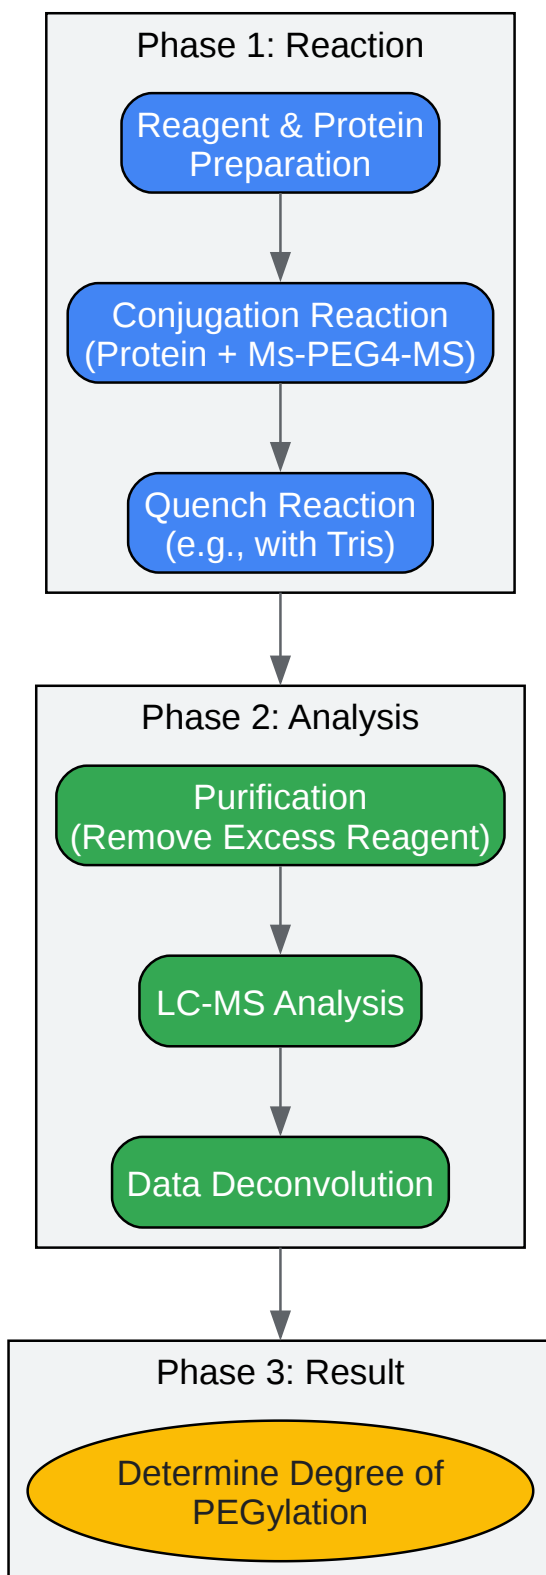 Phase 1: Reaction
Reagent & Protein
Preparation
Conjugation Reaction
(Protein + Ms-PEG4-MS)
Quench Reaction
(e.g., with Tris)
Phase 2: Analysis
Purification
(Remove Excess Reagent)
LC-MS Analysis
Data Deconvolution
Phase 3: Result
Determine Degree of
PEGylation